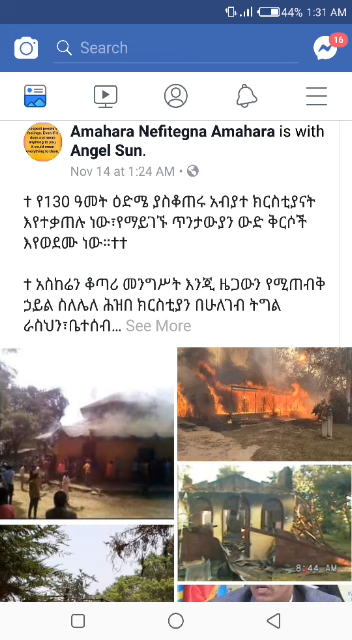 44% 1:31 AM
Search
16
Amahara Nefitegna Amahara is with
Angel Sun.
Nov 14 at 1:24 AM •
† የ130 ዓመት ዕድሜ ያስቆጠሩ አብያተ ክርስቲያናት
እየተቃጠሉ ነው፣የማይገኙ ጥንታውያን ውድ ቅርሶች
እየወደሙ ነው።††
† አስከሬን ቆጣሪ መንግሥት እንጂ ዜጋውን የሚጠብቅ
ኃይል ስለሌለ ሕዝበ ክርስቲያን በሁለገብ ትግል
ራስህን፣ቤተሰብ... See More
8:44 AM